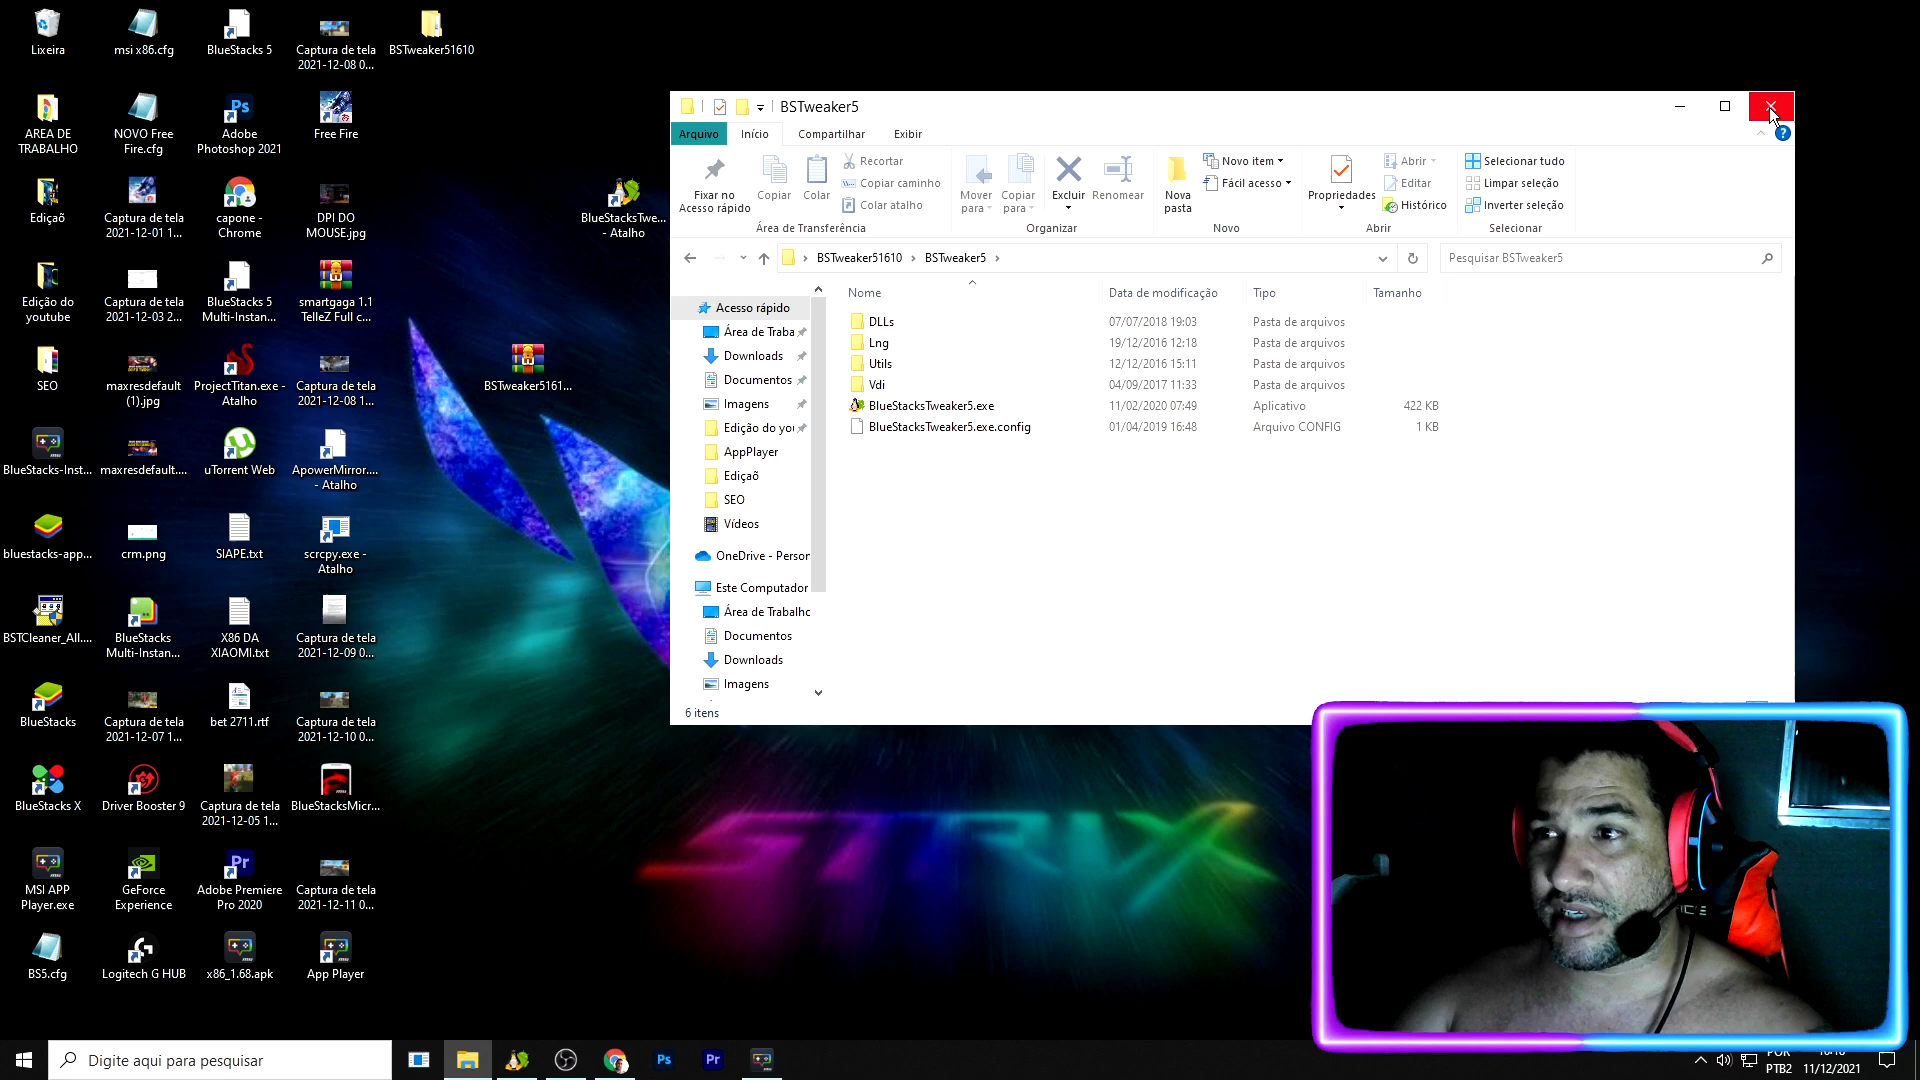 Lixeira
msi x86.cfg
BlueStacks 5
Captura de tela
2021-12-08 0...
BSTweaker51610
AREA DE
TRABALHO
NOVO Free
Fire.cfg
Ps
Adobe
Photoshop 2021
Free Fire
Ediçaõ
Captura de tela
2021-12-01 1...
capone -
Chrome
DPI DO
MOUSE.jpg
BlueStacksTwe...
- Atalho
Edição do
youtube
Captura de tela
2021-12-03 2...
BlueStacks 5
Multi-Instan...
smartgaga 1.1
TelleZ Full c...
SEO
maxresdefault
(1).jpg
ProjectTitan.exe -
Atalho
Captura de tela
2021-12-08 1...
BSTweaker5161...
BlueStacks-Inst...
maxresdefault....
uTorrent Web
ApowerMirror....
- Atalho
bluestacks-app...
crm.png
SIAPE.txt
scrcpy.exe -
Atalho
BSTCleaner_All....
BlueStacks
Multi-Instan...
X86 DA
XIAOMI.txt
Captura de tela
2021-12-09 0...
BlueStacks
Captura de tela
2021-12-07 1...
bet 2711.rtf
Captura de tela
2021-12-10 0...
BlueStacks X
Driver Booster 9
Captura de tela
2021-12-05 1...
BlueStacksMicr...
MSI APP
Player.exe
GeForce
Experience
Pr
Adobe Premiere
Pro 2020
Captura de tela
2021-12-11 0...
BS5.cfg
Logitech G HUB
x86_1.68.apk
App Player
BSTweaker5
Arquivo
Início
Compartilhar
Exibir
Fixar no
Acesso rápido
Copiar
Colar
Recortar
Copiar caminho
Colar atalho
Área de Transferência
Mover
para
Copiar
para
Excluir
Renomear
Organizar
Nova
pasta
Novo item
Fácil acesso
Novo
Propriedades
Abrir
Editar
Histórico
Abrir
Selecionar tudo
Limpar seleção
Inverter seleção
Selecionar
BSTweaker51610
BSTweaker5
Pesquisar BSTweaker5
Acesso rápido
Área de Traba
Downloads
Documentos
Imagens
Edição do yo
AppPlayer
Ediçaõ
SEO
Vídeos
OneDrive - Person
Este Computador
Área de Trabalho
Documentos
Downloads
Imagens
Nome
Data de modificação
Tipo
Tamanho
DLLs
07/07/2018 19:03
Pasta de arquivos
Lng
19/12/2016 12:18
Pasta de arquivos
Utils
12/12/2016 15:11
Pasta de arquivos
Vdi
04/09/2017 11:33
Pasta de arquivos
BlueStacksTweaker5.exe
11/02/2020 07:49
Aplicativo
422 KB
BlueStacksTweaker5.exe.config
01/04/2019 16:48
Arquivo CONFIG
1 KB
6 itens
STRIX
Digite aqui para pesquisar
Ps
Pr
POR
PTB2
11/12/2021